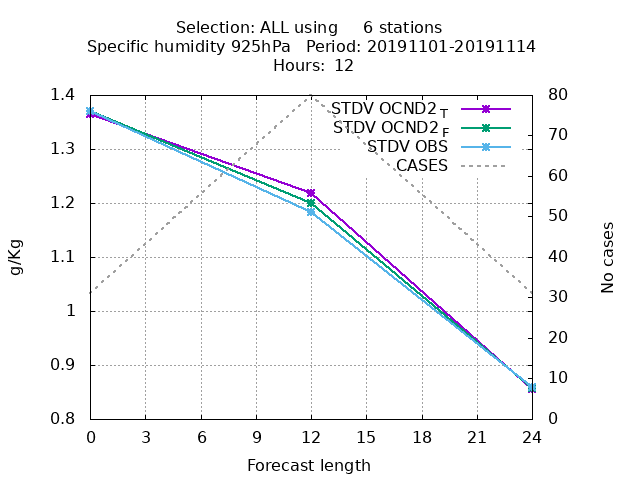 Selection: ALL using     6 stations
Specific humidity 925hPa   Period: 20191101-20191114
Hours:  12
1.4
1.3
1.2
1.1
1
0.9
0.8
g/Kg
STDV OCND2 T
STDV OCND2 F
STDV OBS
CASES
80
70
60
50
40
30
20
10
0
No cases
0 3 6 9 12 15 18 21 24
Forecast length